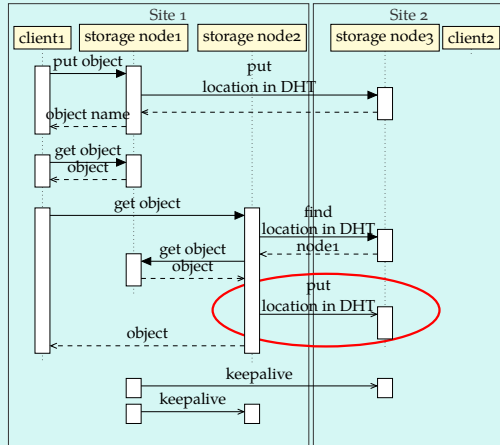 Site 1
Site 2
client1
storage node1
storage node2
storage node3
client2
put object
put
location in DHT
object name
get object
object
get object
find
location in DHT
node1
get object
object
put
location in DHT
object
keepalive
keepalive